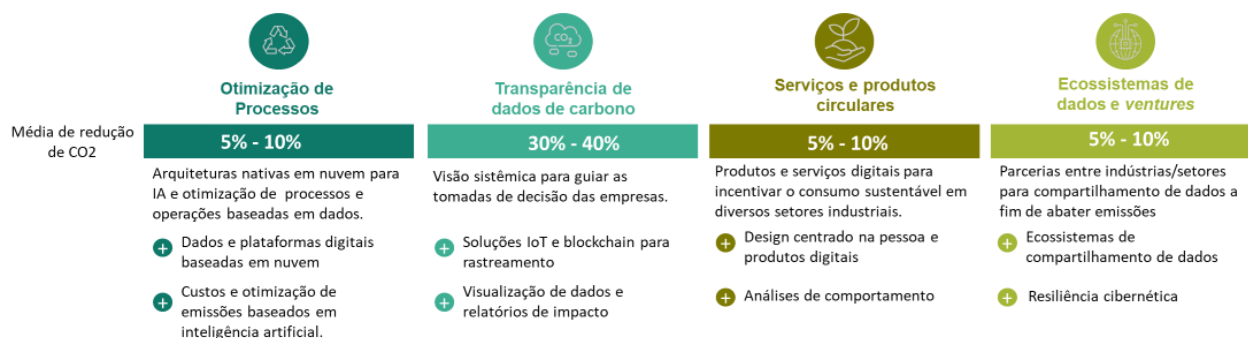 CO₂
Otimização de
Processos
Transparência de
dados de carbono
Serviços e produtos
circulares
Ecossistemas de
dados e ventures
Média de redução
de CO2
5% - 10%
30% - 40%
5% - 10%
5% - 10%
Arquiteturas nativas em nuvem para
IA e otimização de processos e
operações baseadas em dados.
Dados e plataformas digitais
baseadas em nuvem
Custos e otimização de
emissões baseados em
inteligência artificial.
Visão sistêmica para guiar as
tomadas de decisão das empresas.
Soluções IoT e blockchain para
rastreamento
Visualização de dados e
relatórios de impacto
Produtos e serviços digitais para
incentivar o consumo sustentável em
diversos setores industriais.
Design centrado na pessoa e
produtos digitais
Análises de comportamento
Parcerias entre indústrias/setores
para compartilhamento de dados a
fim de abater emissões
Ecossistemas de
compartilhamento de dados
Resiliência cibernética